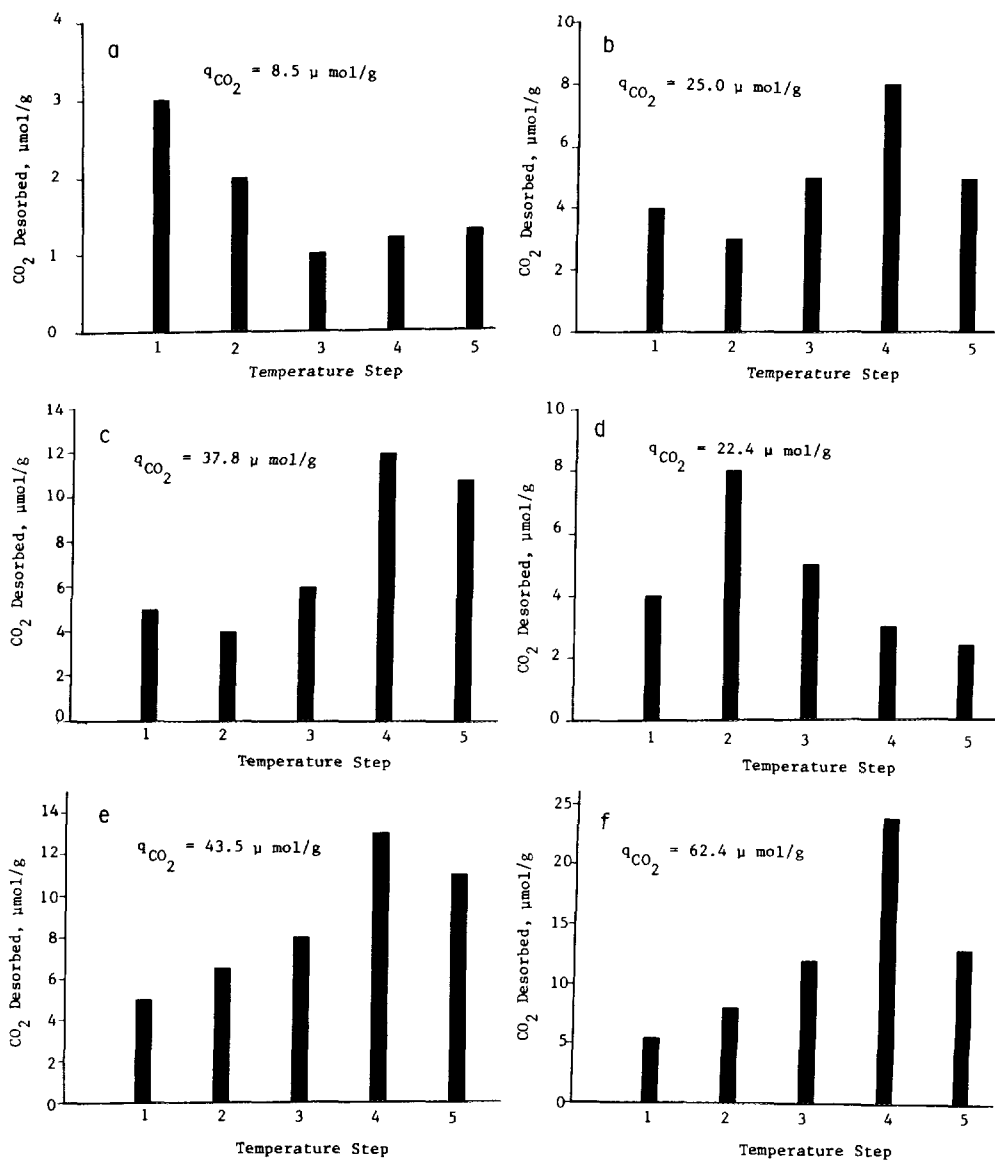 a
q CO2 = 8.5 μ mol/g
CO2 Desorbed, μmol/g
4
3
2
1
0
1 2 3 4 5
Temperature Step
b
q CO2 = 25.0 μ mol/g
CO2 Desorbed, μmol/g
10
8
6
4
2
0
1 2 3 4 5
Temperature Step
c
q CO2 = 37.8 μ mol/g
CO2 Desorbed, μmol/g
14
12
10
8
6
4
2
0
1 2 3 4 5
Temperature Step
d
q CO2 = 22.4 μ mol/g
CO2 Desorbed, μmol/g
10
8
6
4
2
0
1 2 3 4 5
Temperature Step
e
q CO2 = 43.5 μ mol/g
CO2 Desorbed, μmol/g
14
12
10
8
6
4
2
0
1 2 3 4 5
Temperature Step
f
q CO2 = 62.4 μ mol/g
CO2 Desorbed, μmol/g
25
20
15
10
5
0
1 2 3 4 5
Temperature Step